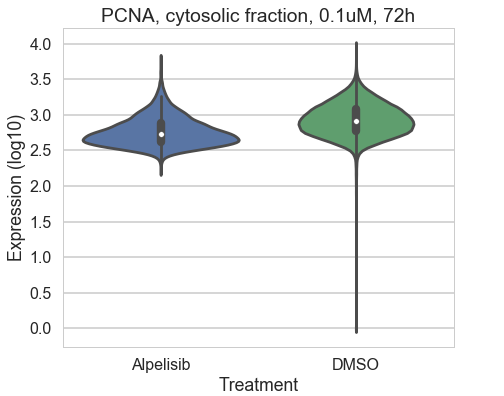 PCNA, cytosolic fraction, 0.1uM, 72h
Expression (log10)
4.0
3.5
3.0
2.5
2.0
1.5
1.0
0.5
0.0
Alpelisib
DMSO
Treatment